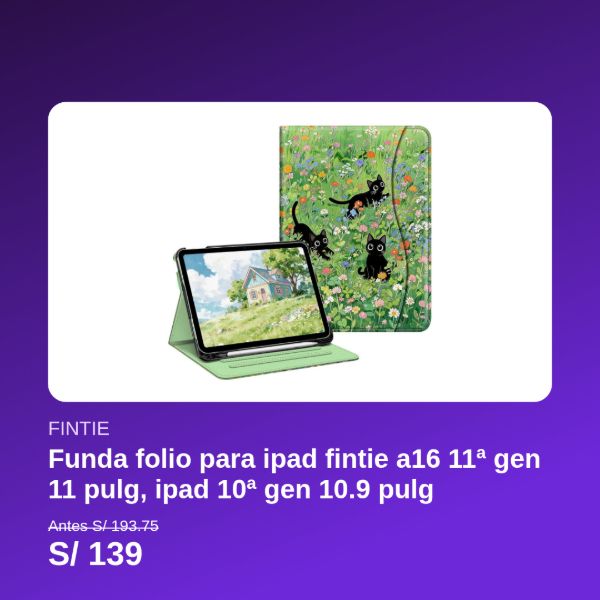 FINTIE
Funda folio para ipad fintie a16 11ª gen
11 pulg, ipad 10ª gen 10.9 pulg
Antes S/ 193.75
S/ 139